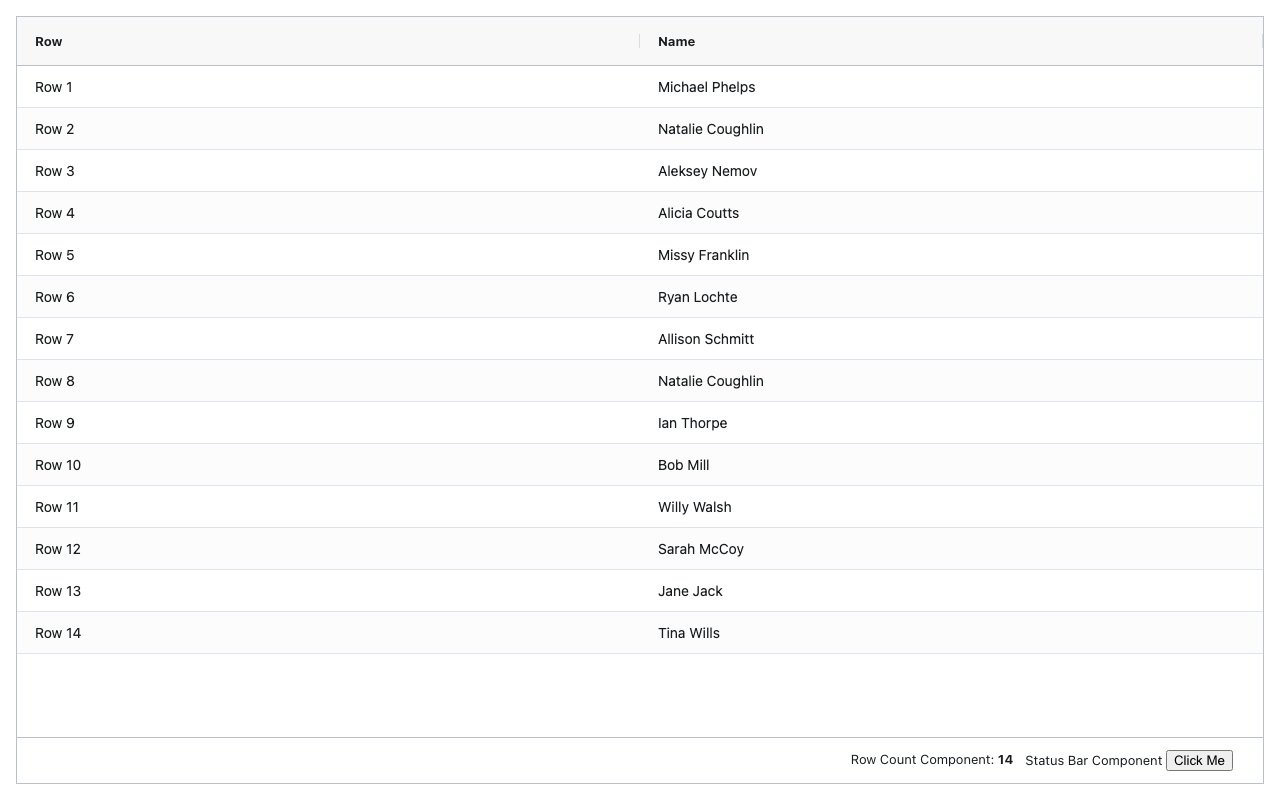 Row Name
Row 1 Michael Phelps
Row 2 Natalie Coughlin
Row 3 Aleksey Nemov
Row 4 Alicia Coutts
Row 5 Missy Franklin
Row 6 Ryan Lochte
Row 7 Allison Schmitt
Row 8 Natalie Coughlin
Row 9 Ian Thorpe
Row 10 Bob Mill
Row 11 Willy Walsh
Row 12 Sarah McCoy
Row 13 Jane Jack
Row 14 Tina Wills
Row Count Component: 14 Status Bar Component Click Me